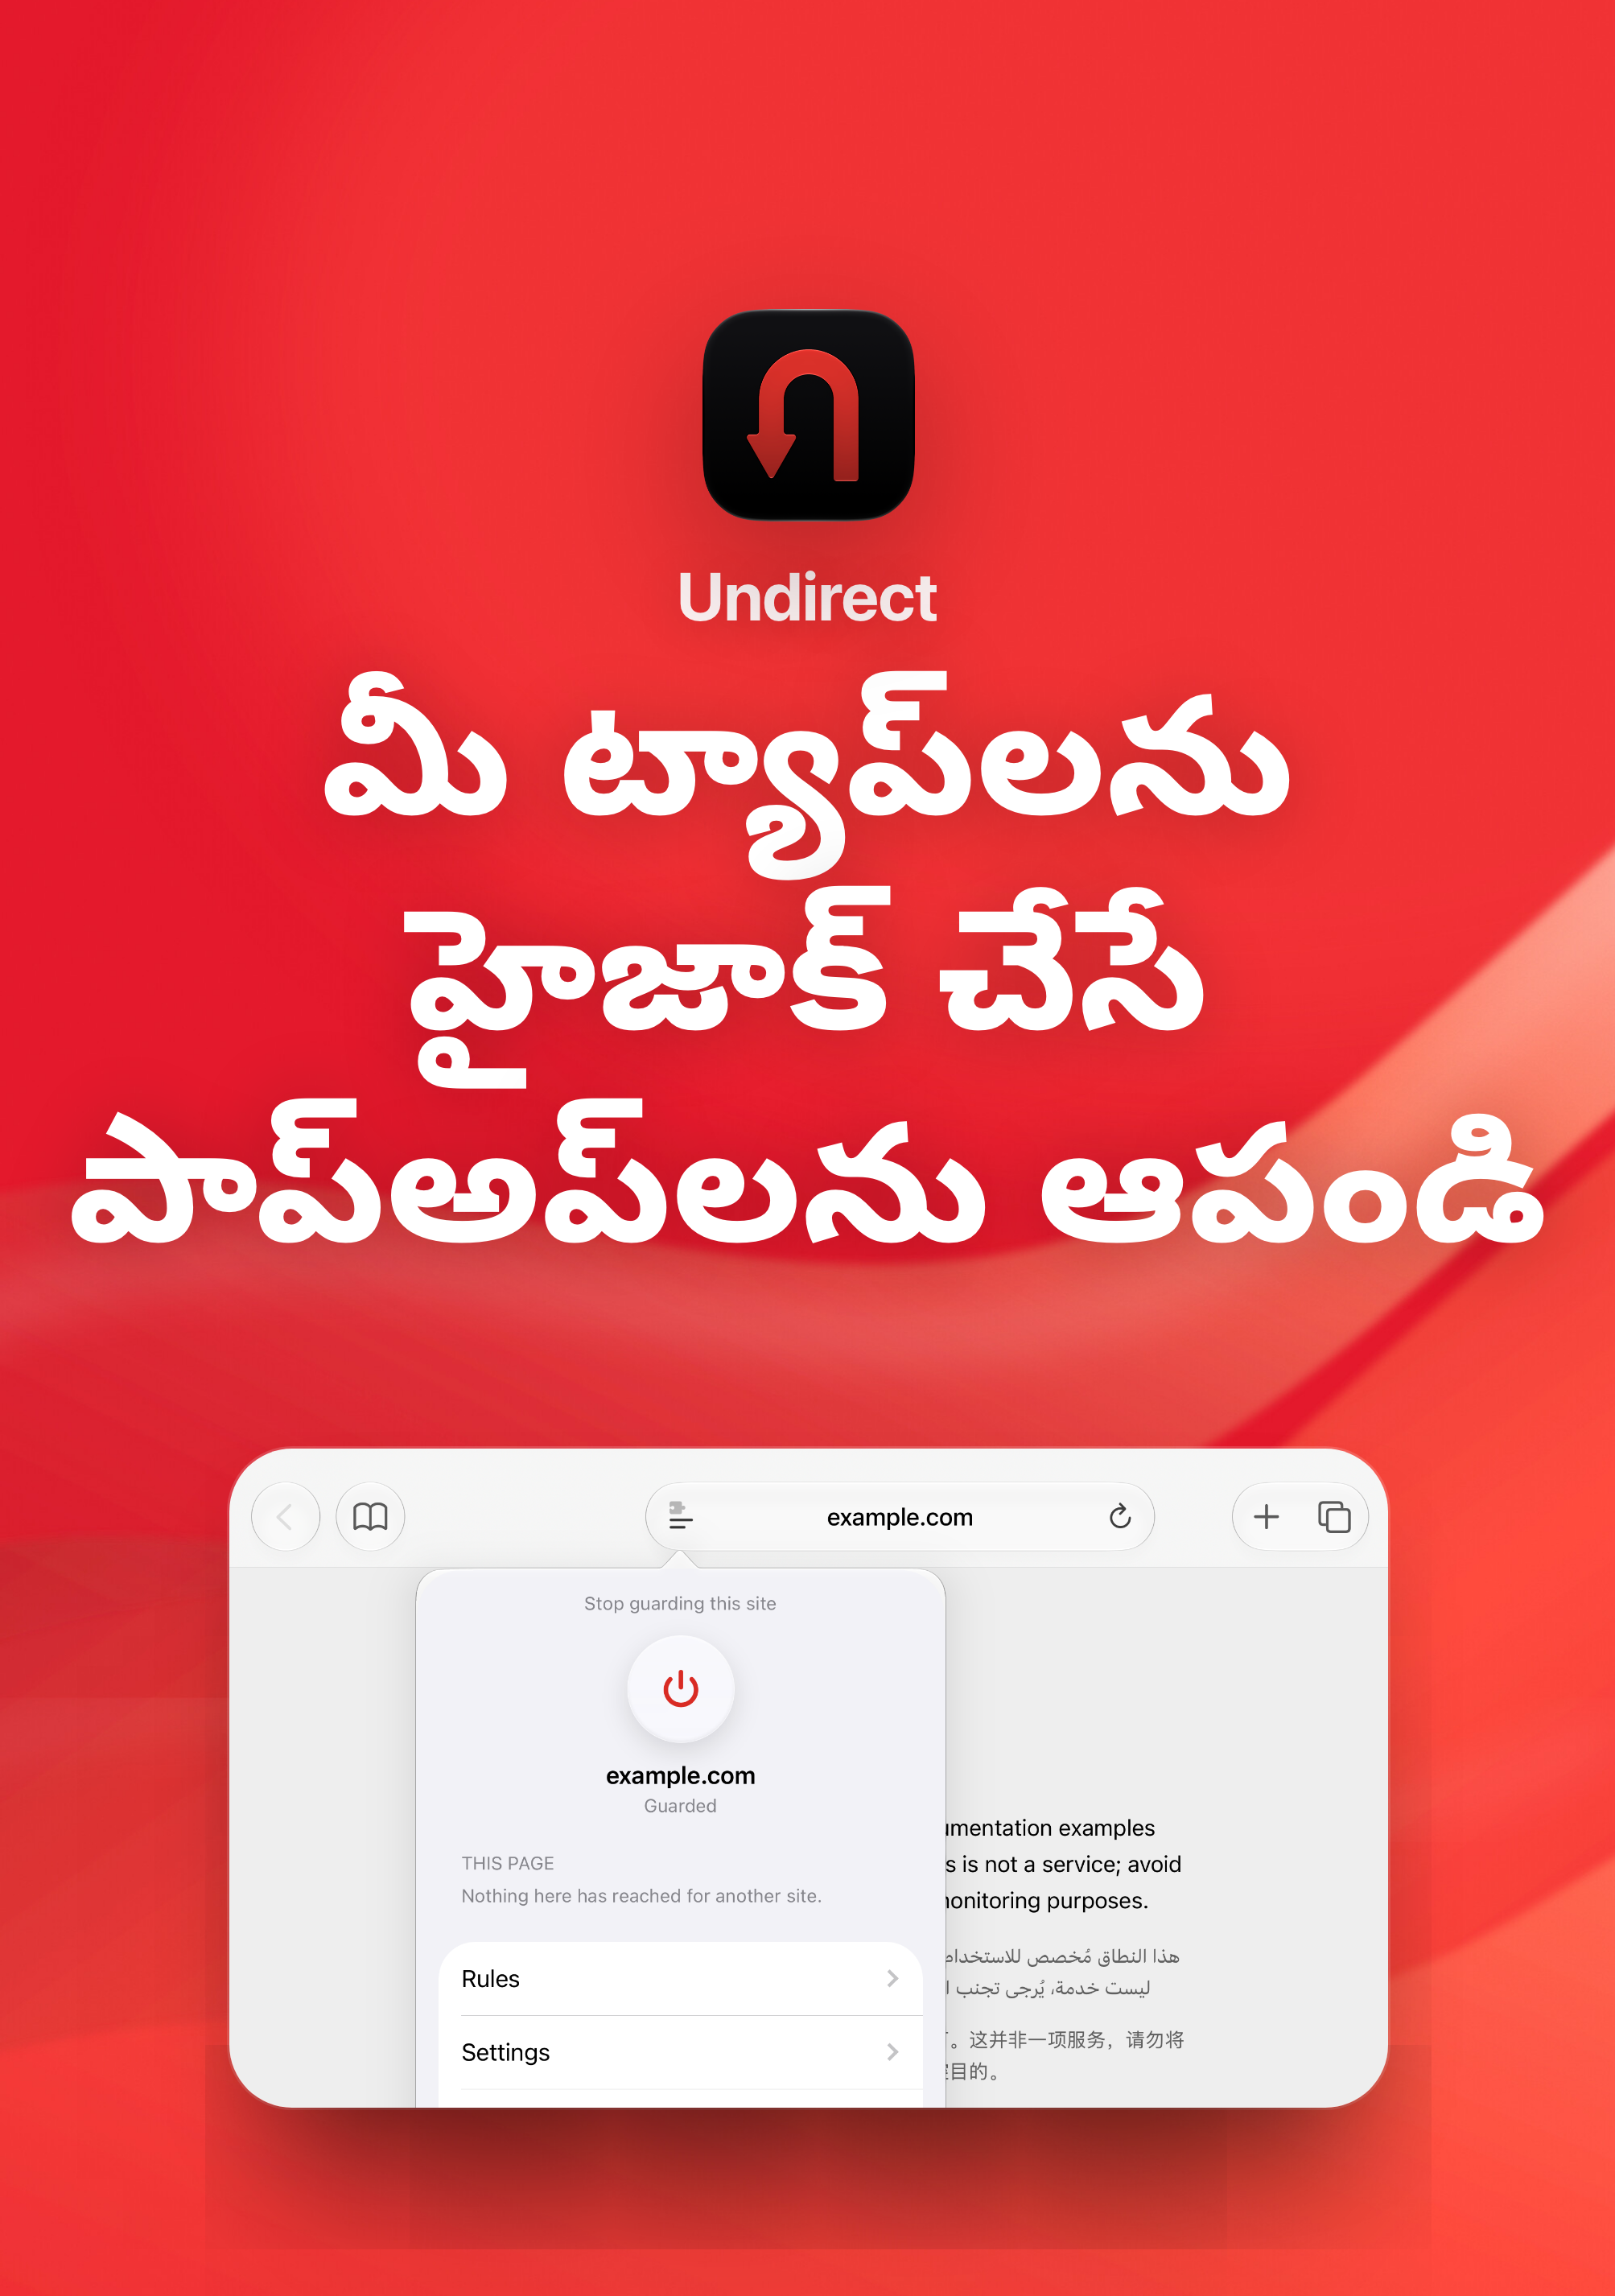 Undirect
మీ ట్యాప్‌లను
హైజాక్ చేసే
పాప్‌అప్‌లను ఆపండి
example.com
Stop guarding this site
example.com
Guarded
THIS PAGE
Nothing here has reached for another site.
Rules
Settings
umentation examples
s is not a service; avoid
onitoring purposes.
هذا النطاق مُخصص للاستخدام
ليست خدمة، يُرجى تجنب ا
。这并非一项服务，请勿将
目的。